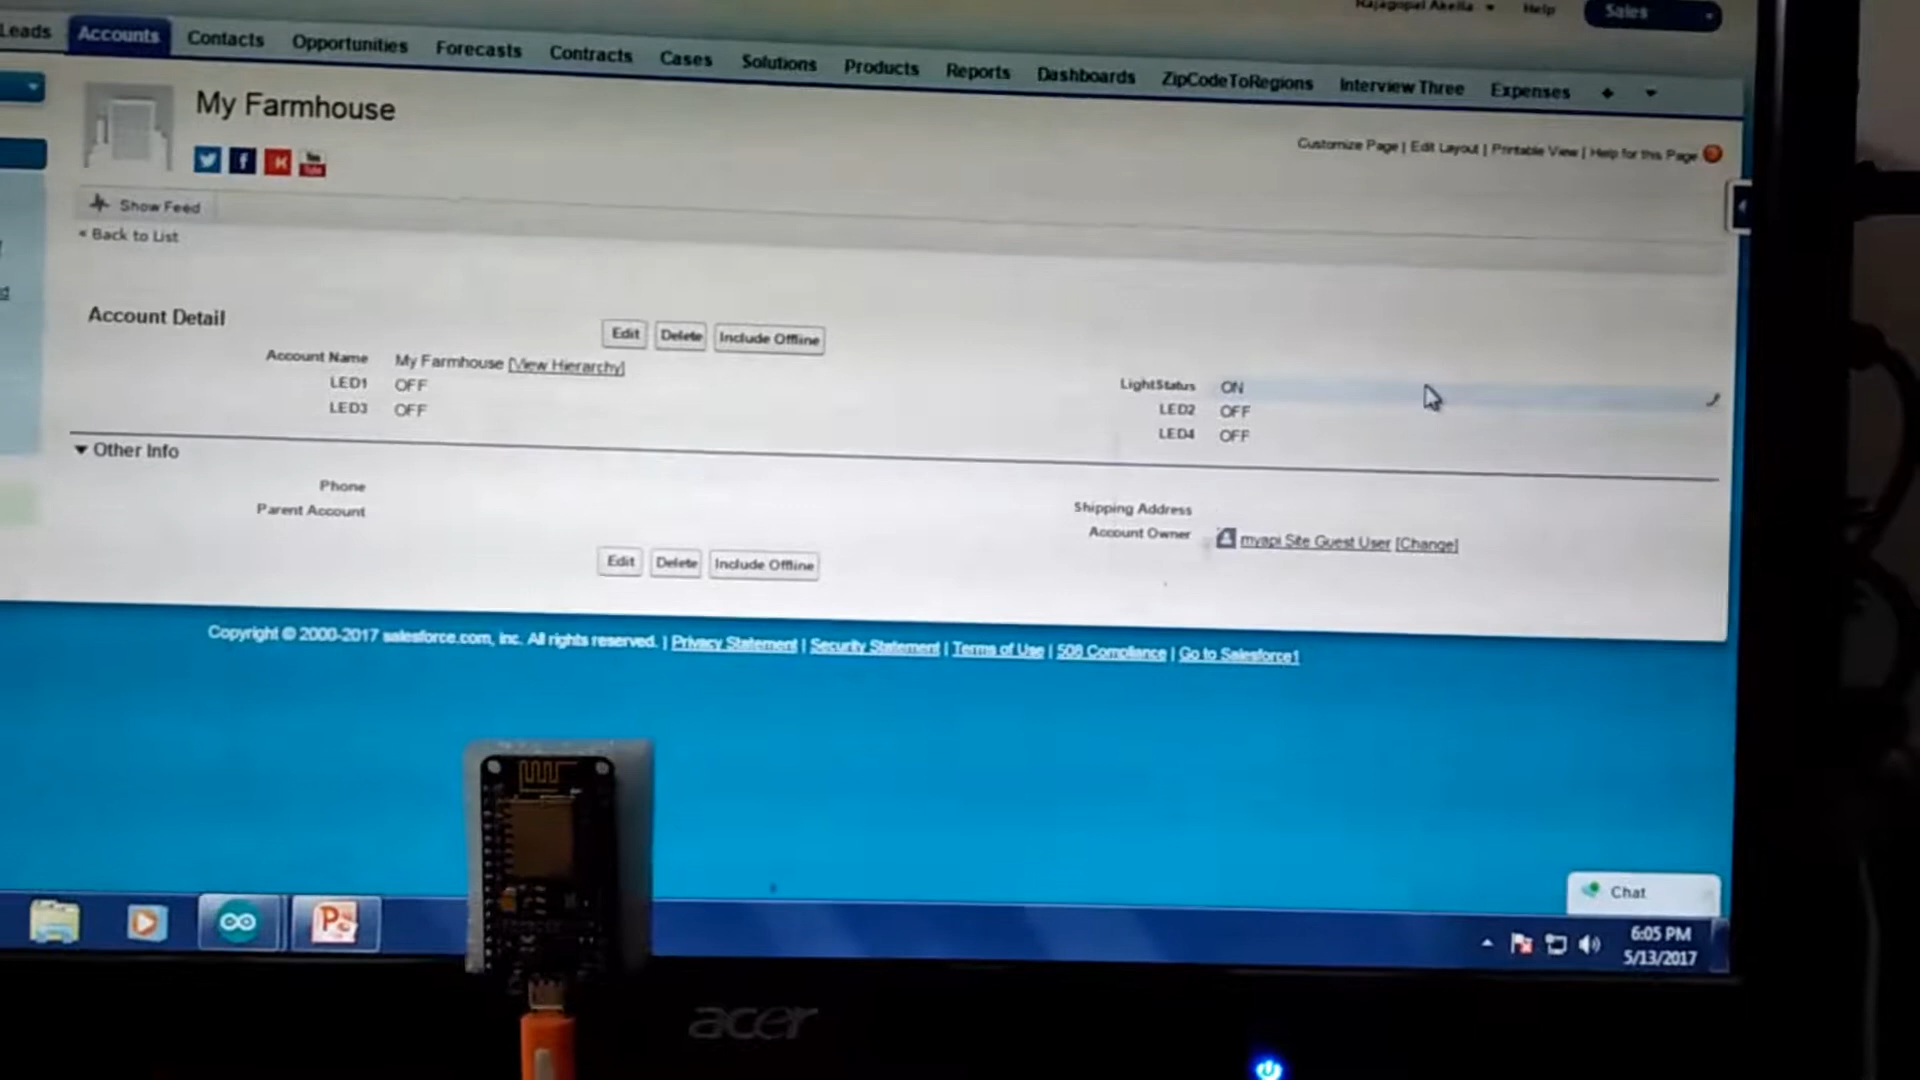 Rajagopal Akella Help Sales
Leads Accounts Contacts Opportunities Forecasts Contracts Cases Solutions Products Reports Dashboards ZipCodeToRegions Interview Three Expenses +
My Farmhouse
Customize Page | Edit Layout | Printable View | Help for this Page ?
You
Tube
Show Feed
« Back to List
Account Detail
Edit Delete Include Offline
Account Name My Farmhouse [View Hierarchy]
LightStatus ON
LED1 OFF
LED2 OFF
LED3 OFF
LED4 OFF
Other Info
Phone
Shipping Address
Parent Account
Account Owner myapi Site Guest User [Change]
Edit Delete Include Offline
Copyright © 2000-2017 salesforce.com, inc. All rights reserved. | Privacy Statement | Security Statement | Terms of Use | 508 Compliance | Go to Salesforce1
Chat
6:05 PM
5/13/2017
acer